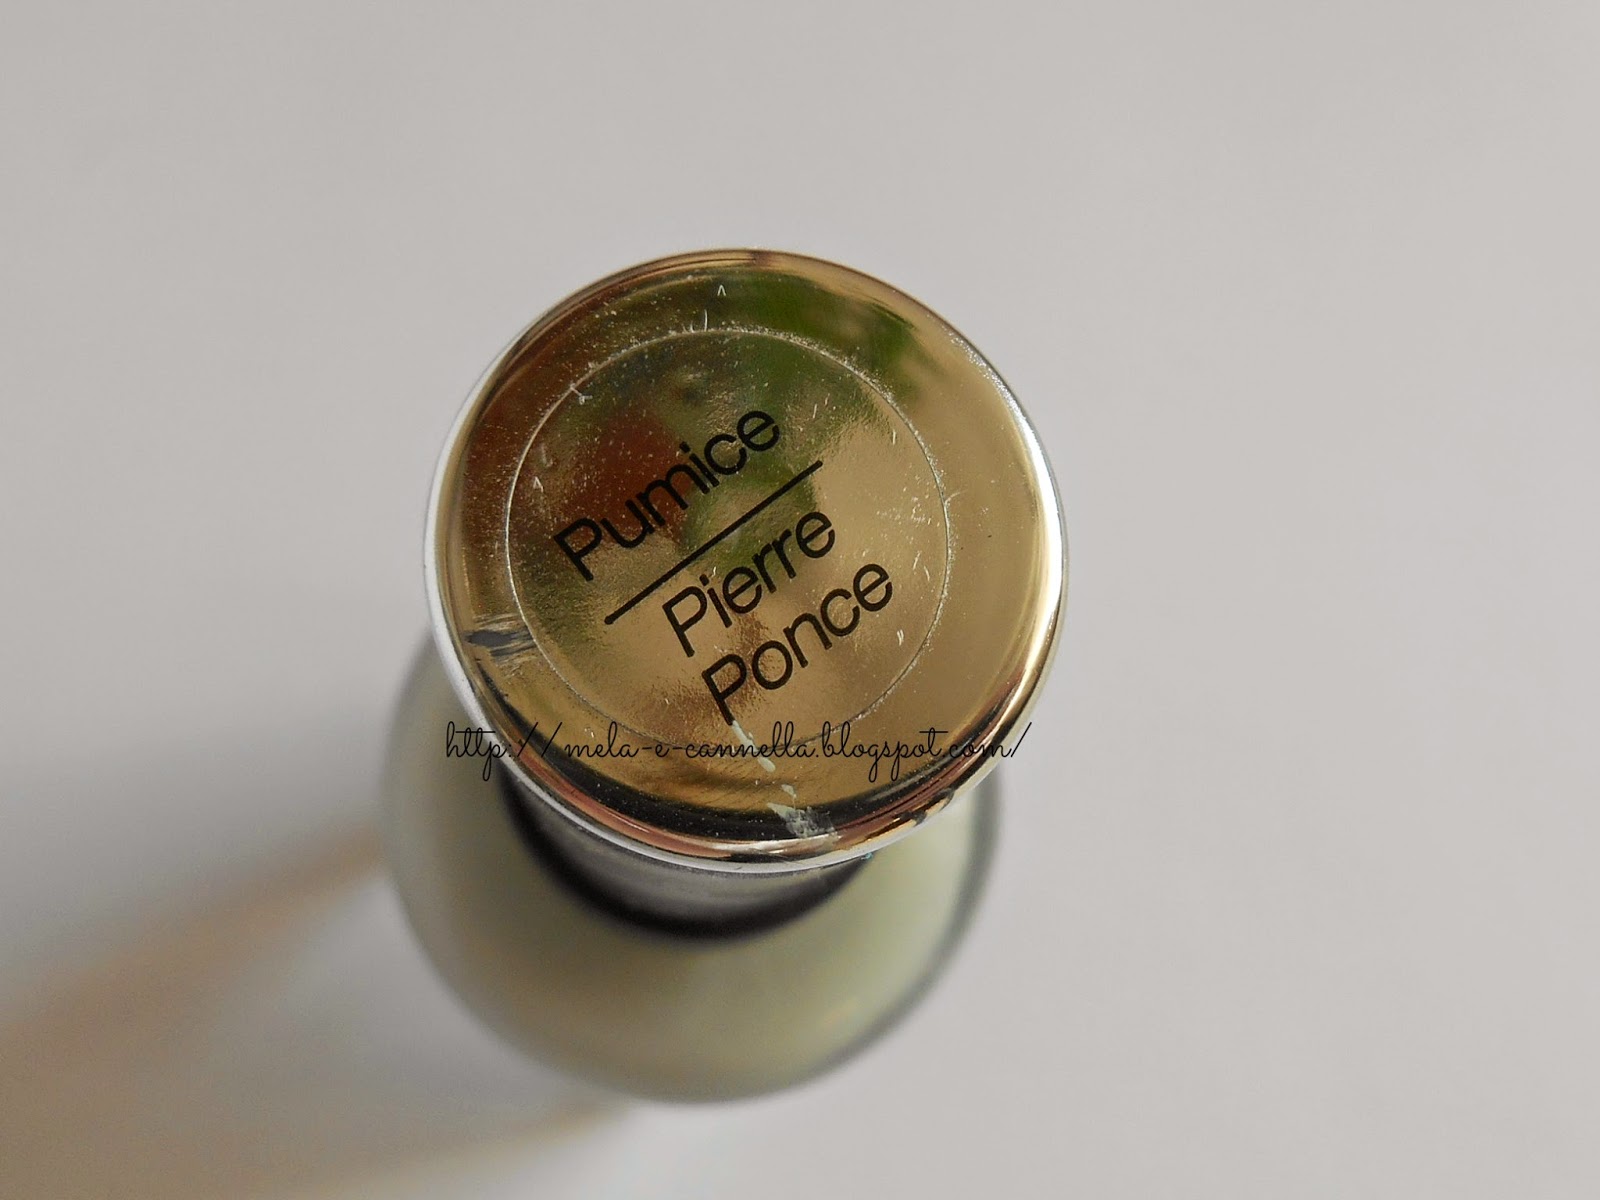 Pumice
Pierre
Ponce
http://mela-e-cannella.blogspot.com/